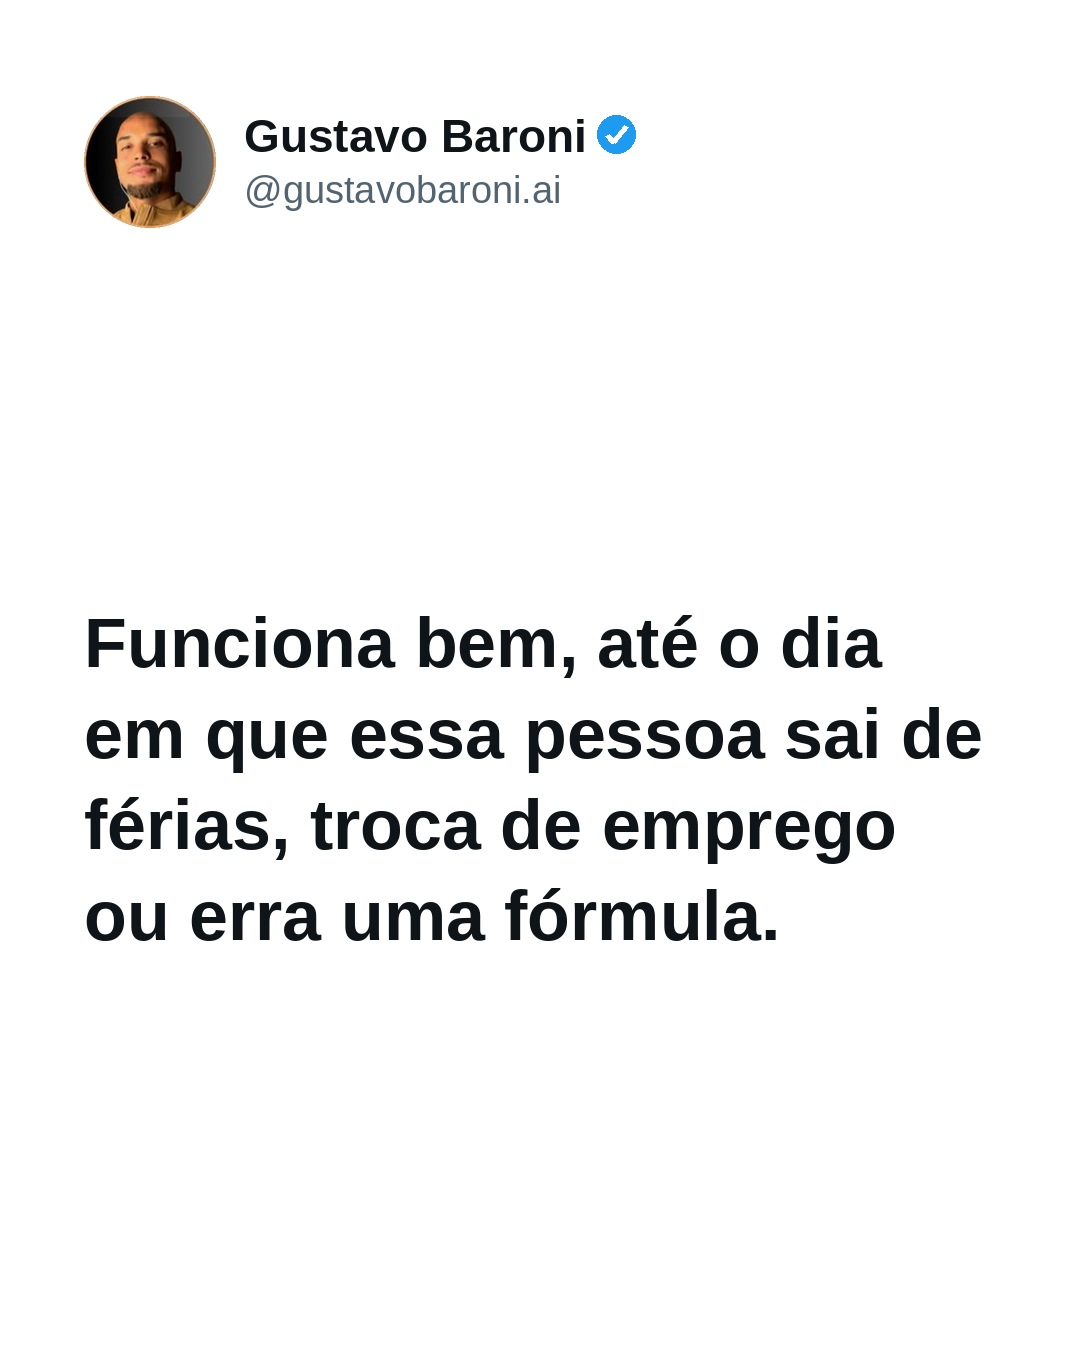 Gustavo Baroni
@gustavobaroni.ai
Funciona bem, até o dia
em que essa pessoa sai de
férias, troca de emprego
ou erra uma fórmula.